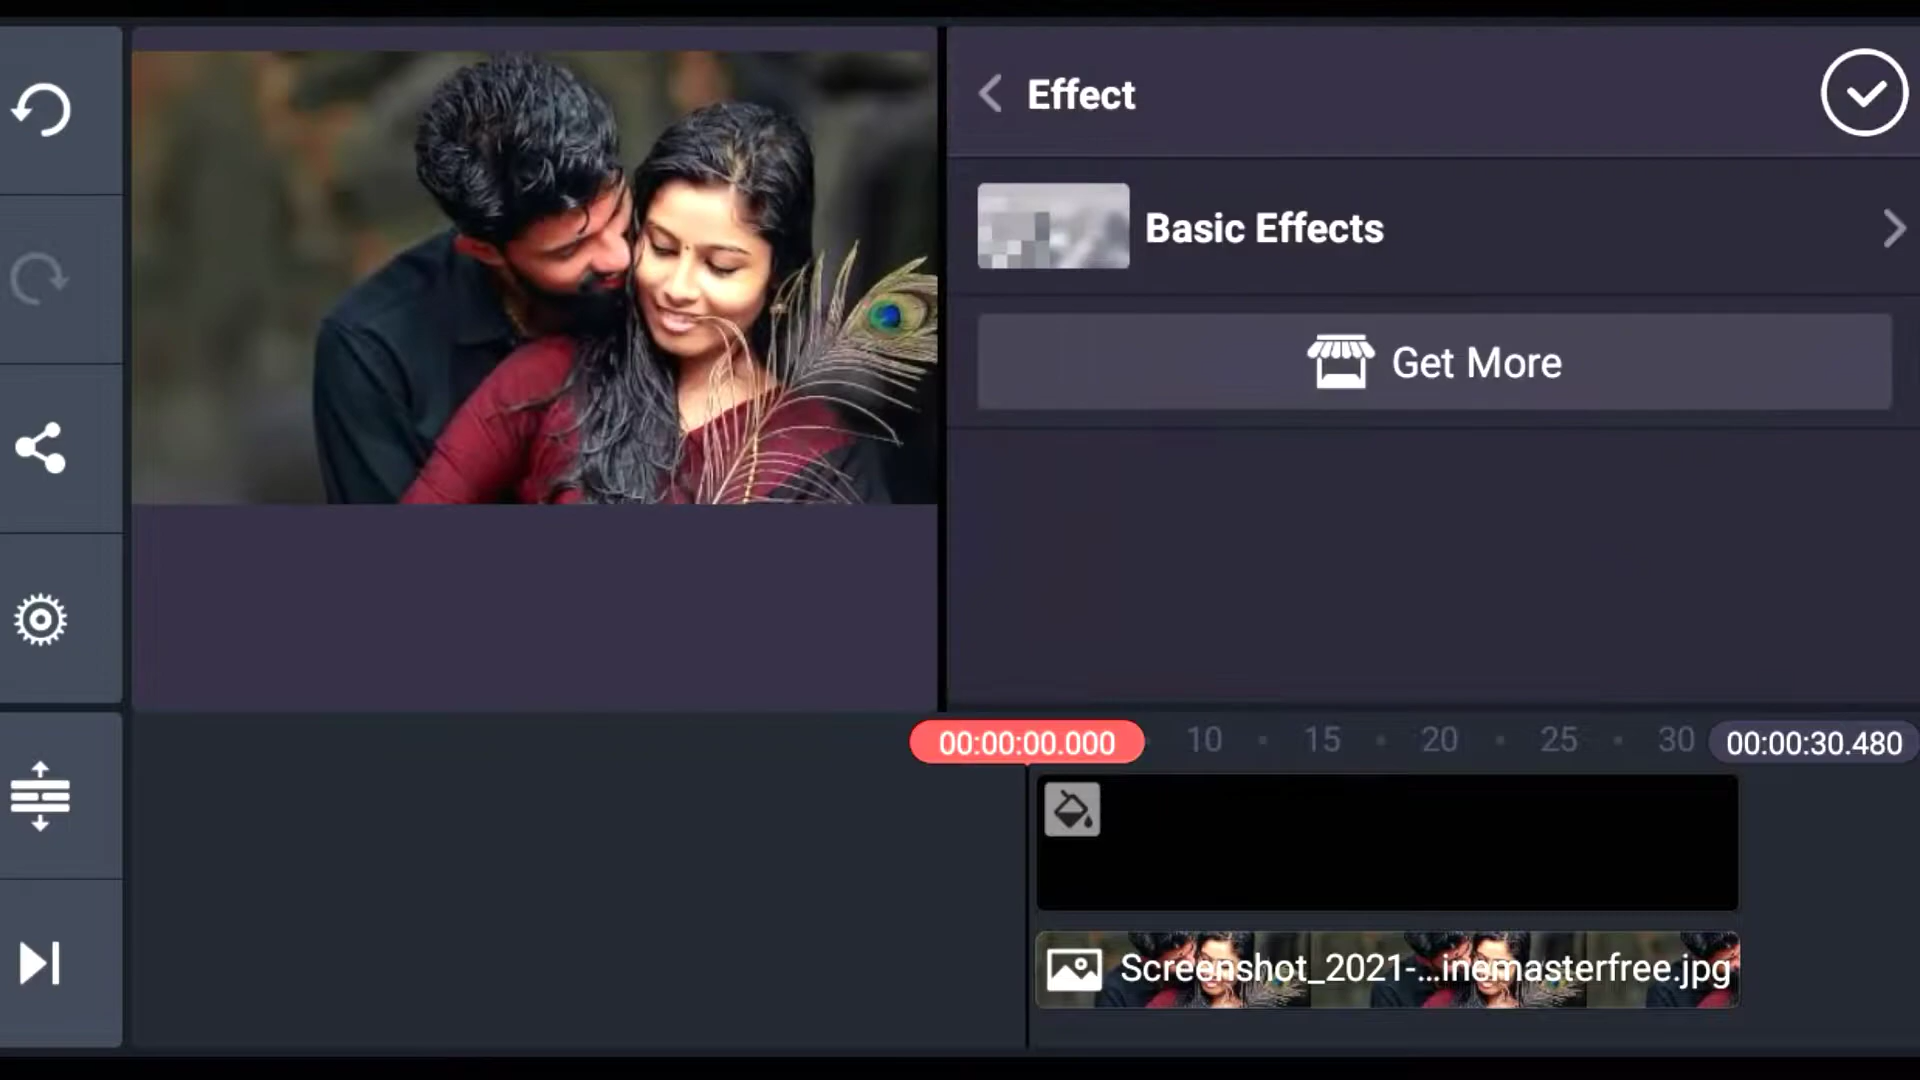 Effect
Basic Effects
Get More
00:00:00.000
10
15
20
25
30
00:00:30.480
Screenshot_2021-...inemasterfree.jpg